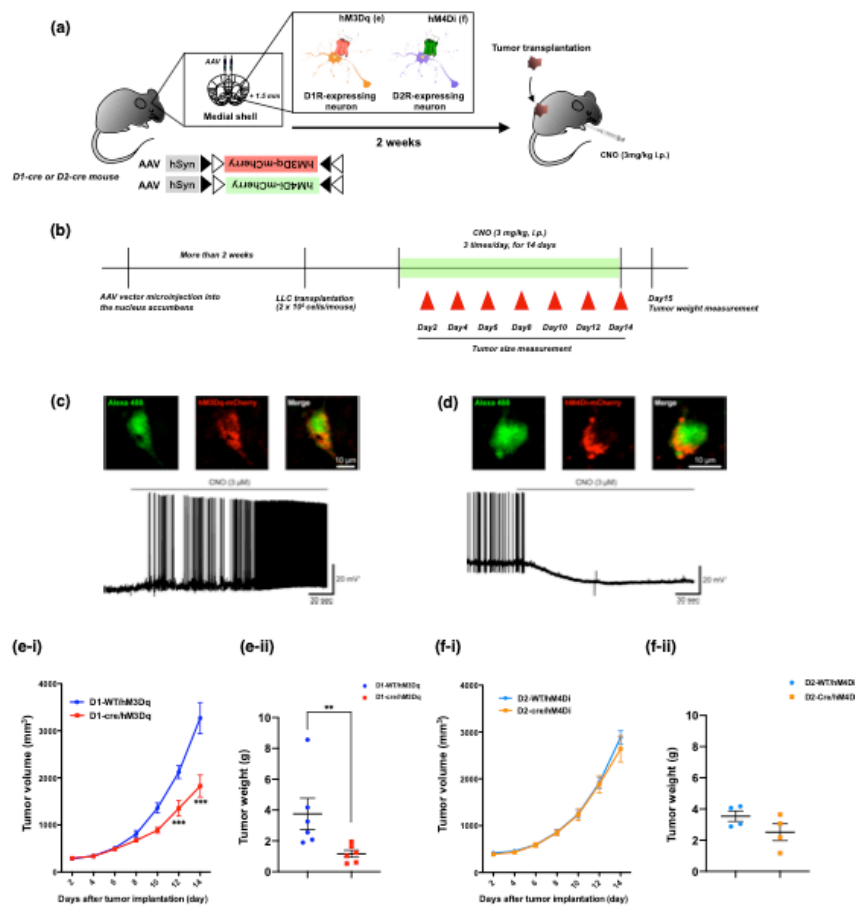 (a)
hM3Dq (e)
hM4Di (f)
AAV
+ 1.5 mm
Medial shell
D1R-expressing
neuron
D2R-expressing
neuron
Tumor transplantation
2 weeks
CNO (3mg/kg i.p.)
D1-cre or D2-cre mouse
AAV hSyn hM3Dq-mCherry
AAV hSyn hM4Di-mCherry
(b)
CNO (3 mg/kg, i.p.)
3 times/day, for 14 days
More than 2 weeks
AAV vector microinjection into
the nucleus accumbens
LLC transplantation
cells/mouse)
Day2 Day4 Day6 Day8 Day10 Day12 Day14
Tumor size measurement
Day15
Tumor weight measurement
(c)
Alexa 488
hM3Dq-mCherry
Merge
10 μm
CNO (3 μM)
20 mV
30 sec
(d)
Alexa 488
hM4Di-mCherry
Merge
10 μm
CNO (3 μM)
20 mV
30 sec
(e-i)
D1-WT/hM3Dq
D1-cre/hM3Dq
Tumor volume (mm³)
4000
3000
2000
1000
0
***
***
2 4 6 8 10 12 14
Days after tumor implantation (day)
(e-ii)
D1-WT/hM3Dq
D1-cre/hM3Dq
**
Tumor weight (g)
10
8
6
4
2
0
(f-i)
D2-WT/hM4Di
D2-cre/hM4Di
Tumor volume (mm³)
4000
3000
2000
1000
0
2 4 6 8 10 12 14
Days after tumor implantation (day)
(f-ii)
D2-WT/hM4Di
D2-Cre/hM4D
Tumor weight (g)
10
8
6
4
2
0